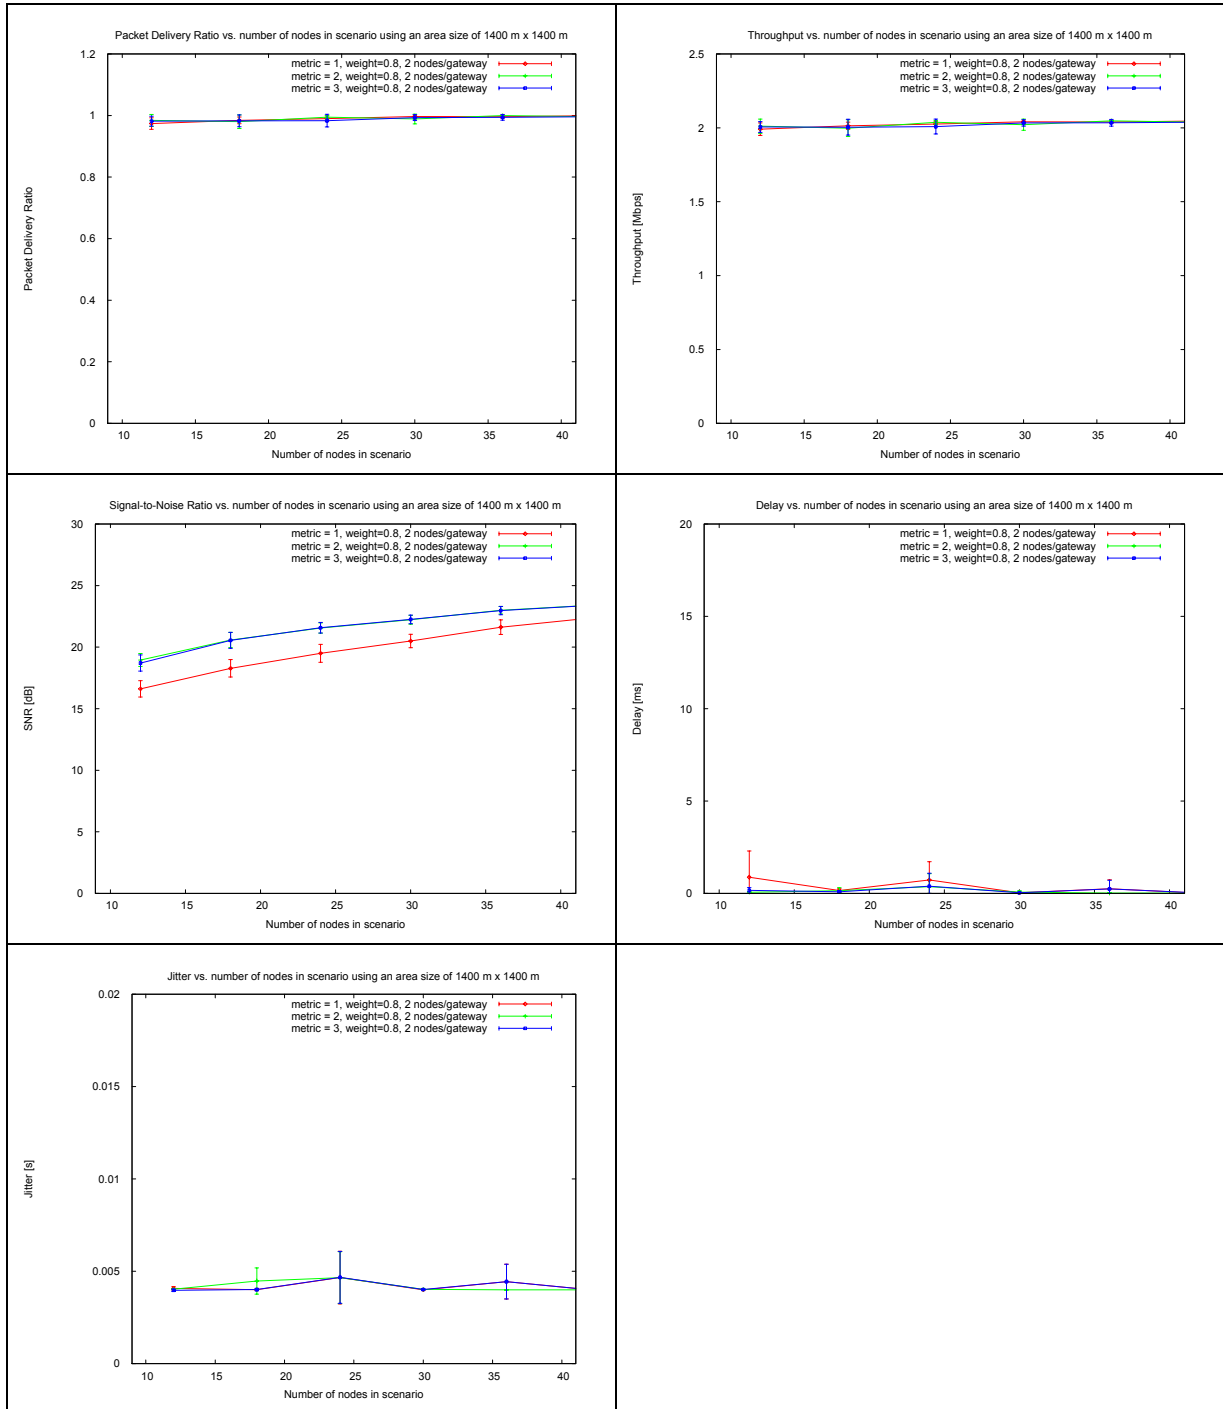 Packet Delivery Ratio vs. number of nodes in scenario using an area size of 1400 m x 1400 m
metric = 1, weight=0.8, 2 nodes/gateway
metric = 2, weight=0.8, 2 nodes/gateway
metric = 3, weight=0.8, 2 nodes/gateway
1.2
1
0.8
0.6
0.4
0.2
0
Packet Delivery Ratio
10 15 20 25 30 35 40
Number of nodes in scenario
Throughput vs. number of nodes in scenario using an area size of 1400 m x 1400 m
metric = 1, weight=0.8, 2 nodes/gateway
metric = 2, weight=0.8, 2 nodes/gateway
metric = 3, weight=0.8, 2 nodes/gateway
2.5
2
1.5
1
0.5
0
Throughput [Mbps]
10 15 20 25 30 35 40
Number of nodes in scenario
Signal-to-Noise Ratio vs. number of nodes in scenario using an area size of 1400 m x 1400 m
metric = 1, weight=0.8, 2 nodes/gateway
metric = 2, weight=0.8, 2 nodes/gateway
metric = 3, weight=0.8, 2 nodes/gateway
30
25
20
15
10
5
0
SNR [dB]
10 15 20 25 30 35 40
Number of nodes in scenario
Delay vs. number of nodes in scenario using an area size of 1400 m x 1400 m
metric = 1, weight=0.8, 2 nodes/gateway
metric = 2, weight=0.8, 2 nodes/gateway
metric = 3, weight=0.8, 2 nodes/gateway
20
15
10
5
0
Delay [ms]
10 15 20 25 30 35 40
Number of nodes in scenario
Jitter vs. number of nodes in scenario using an area size of 1400 m x 1400 m
metric = 1, weight=0.8, 2 nodes/gateway
metric = 2, weight=0.8, 2 nodes/gateway
metric = 3, weight=0.8, 2 nodes/gateway
0.02
0.015
0.01
0.005
0
Jitter [s]
10 15 20 25 30 35 40
Number of nodes in scenario